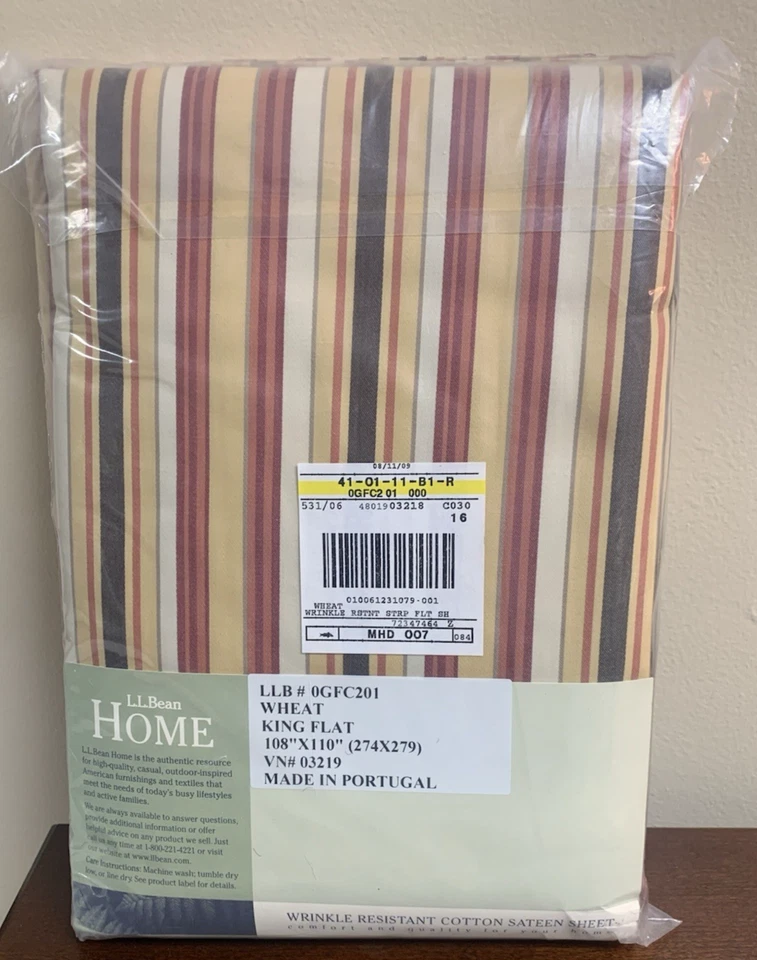 08/11/09
41-01-11-B1-R
0GFC201 000
531/06 4801903218 C030
16
010061231079-001
WHEAT
WRINKLE RSTNT STRP FLT SH
72347464 Z
MHD 007 084
LLB # 0GFC201
WHEAT
KING FLAT
108"X110" (274X279)
VN# 03219
MADE IN PORTUGAL
L.L.Bean
HOME
L.L.Bean Home is the authentic resource
for high-quality, casual, outdoor-inspired
American furnishings and textiles that
meet the needs of today's busy lifestyles
and active families.
We are always available to answer questions,
provide additional information or offer
helpful advice on any product we sell. Just
call us any time at 1-800-221-4221 or visit
our website at www.llbean.com.
Care Instructions: Machine wash; tumble dry
low, or line dry. See product label for details.
WRINKLE RESISTANT COTTON SATEEN SHEETS
comfort and quality for your home